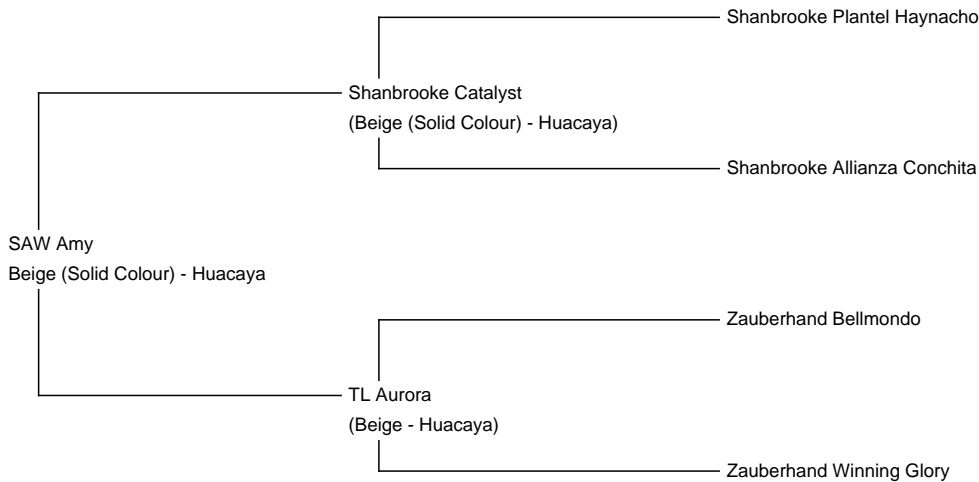 Shanbrooke Plantel Haynacho
Shanbrooke Catalyst
(Beige (Solid Colour) - Huacaya)
Shanbrooke Allianza Conchita
SAW Amy
Beige (Solid Colour) - Huacaya
Zauberhand Bellmondo
TL Aurora
(Beige - Huacaya)
Zauberhand Winning Glory